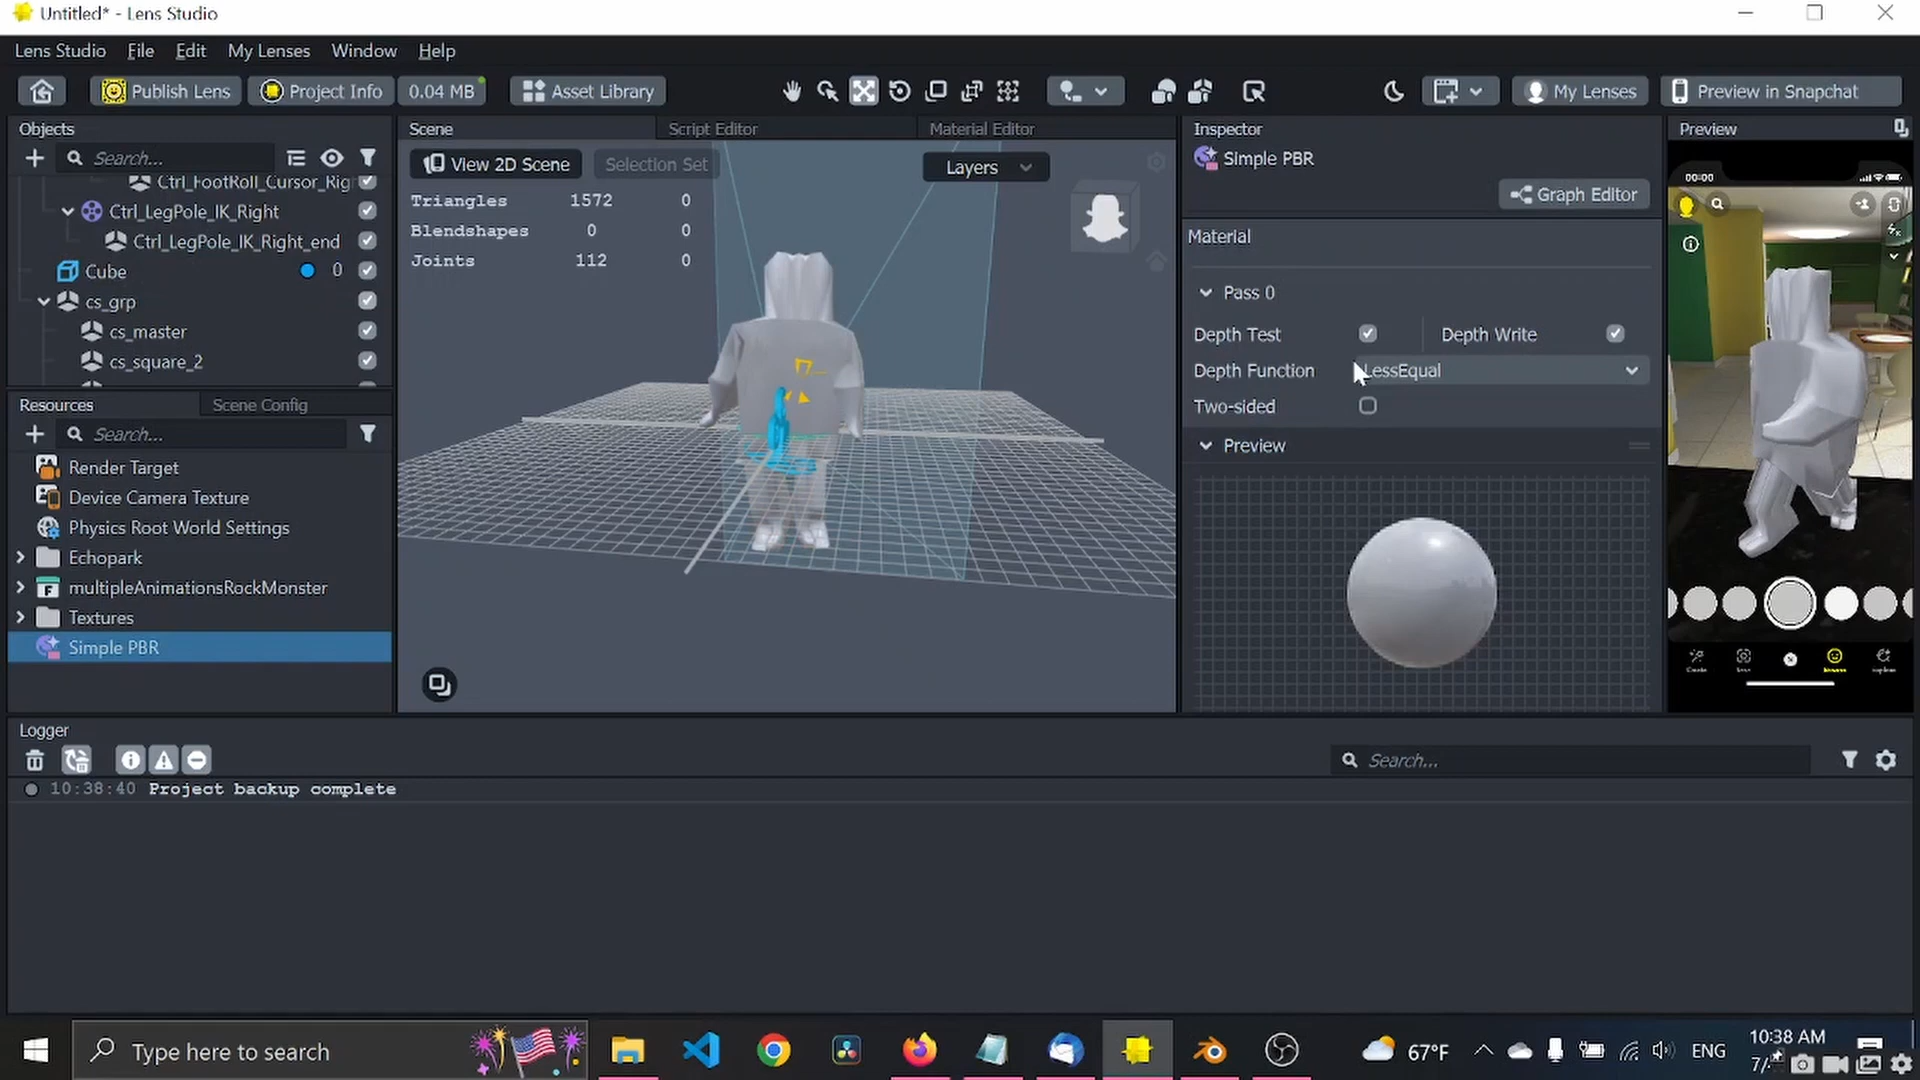 Untitled* - Lens Studio
Lens Studio File Edit My Lenses Window Help
Publish Lens Project Info 0.04 MB Asset Library My Lenses Preview in Snapchat
Objects
Search...
Ctrl_FootRoll_Cursor_Rig
Ctrl_LegPole_IK_Right
Ctrl_LegPole_IK_Right_end
Cube 0
cs_grp
cs_master
cs_square_2
Resources Scene Config
Search...
Render Target
Device Camera Texture
Physics Root World Settings
Echopark
multipleAnimationsRockMonster
Textures
Simple PBR
Scene Script Editor Material Editor
View 2D Scene Selection Set Layers
Triangles 1572 0
Blendshapes 0 0
Joints 112 0
Inspector
Simple PBR
Graph Editor
Material
Pass 0
Depth Test Depth Write
Depth Function LessEqual
Two-sided
Preview
Preview
00:00
Logger
Search...
10:38:40 Project backup complete
Type here to search
67°F ENG
10:38 AM
7/